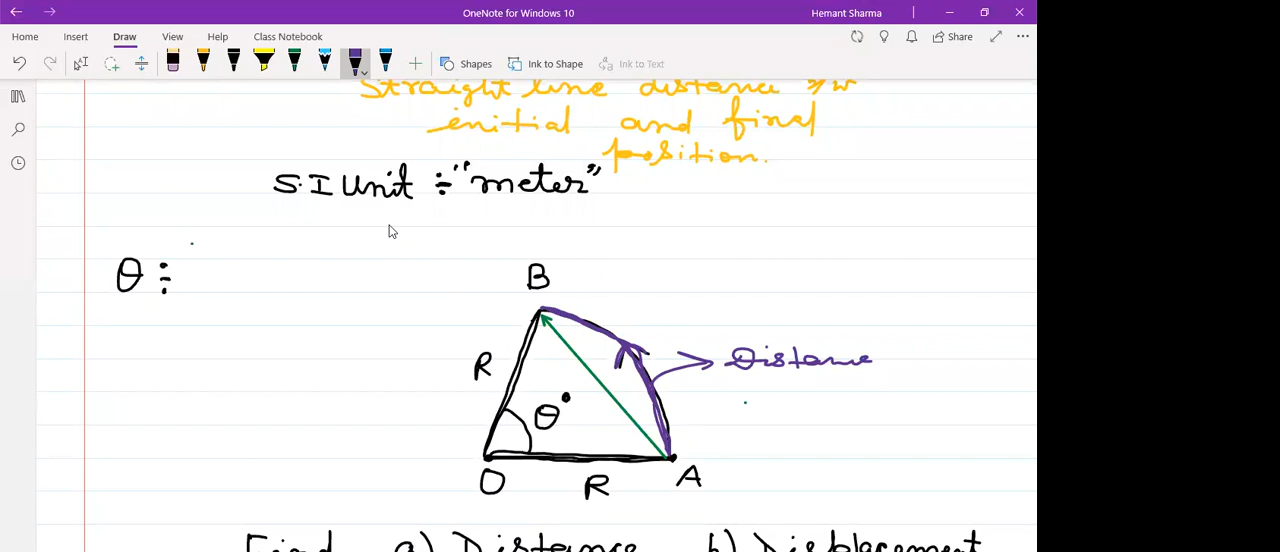 OneNote for Windows 10
Hemant Sharma
Home Insert Draw View Help Class Notebook
Share
Shapes Ink to Shape Ink to Text
Straight line distance b/w
initial and final
position.
S.I Unit ÷ "meter"
θ ÷
B
R
Distance
θ°
O R A
Find a) Distance b) Displacement